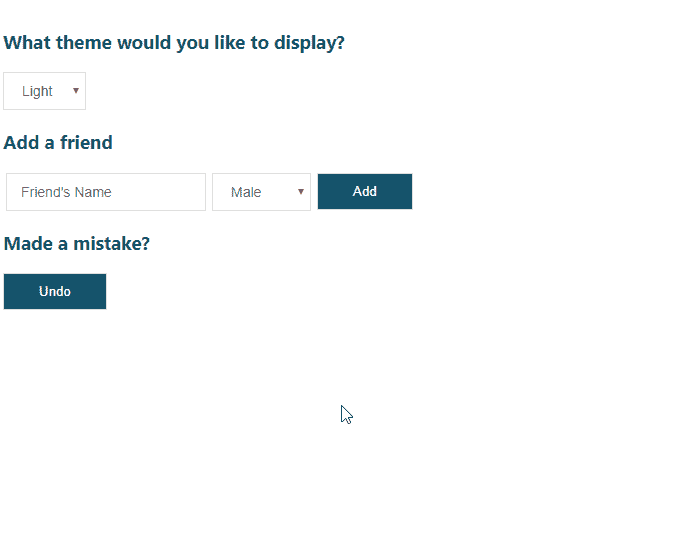 What theme would you like to display?
Light
Add a friend
Friend's Name Male Add
Made a mistake?
Undo